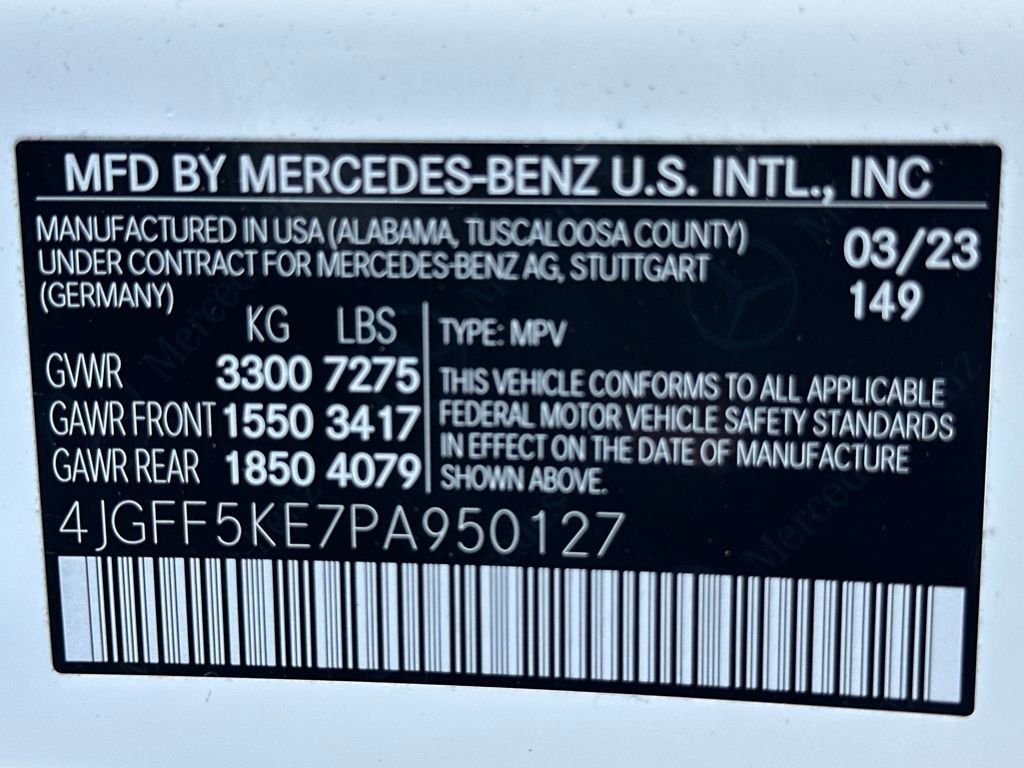 MFD BY MERCEDES-BENZ U.S. INTL., INC
MANUFACTURED IN USA (ALABAMA, TUSCALOOSA COUNTY)
UNDER CONTRACT FOR MERCEDES-BENZ AG, STUTTGART
(GERMANY)
03/23
149
KG LBS
GVWR 3300 7275
GAWR FRONT 1550 3417
GAWR REAR 1850 4079
TYPE: MPV
THIS VEHICLE CONFORMS TO ALL APPLICABLE
FEDERAL MOTOR VEHICLE SAFETY STANDARDS
IN EFFECT ON THE DATE OF MANUFACTURE
SHOWN ABOVE.
4JGFF5KE7PA950127